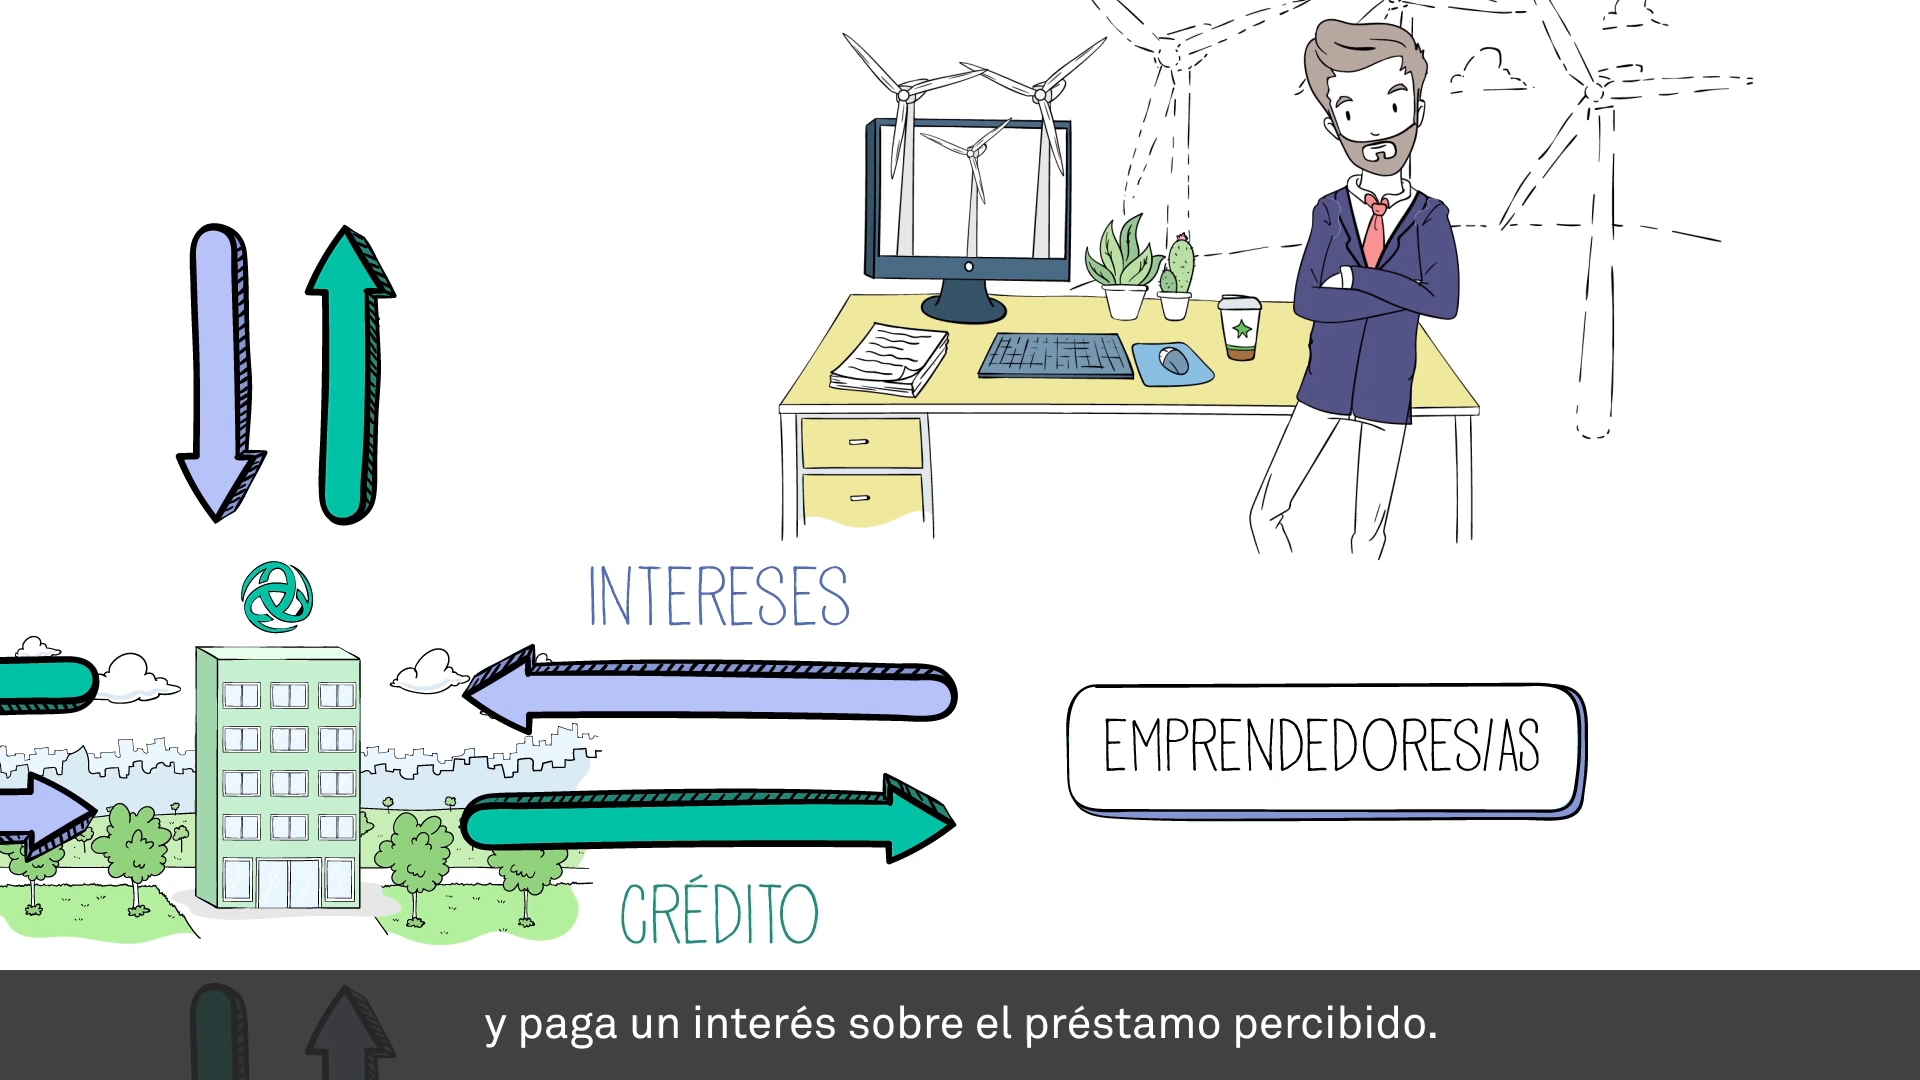 INTERESES
EMPRENDEDORES/AS
CRÉDITO
y paga un interés sobre el préstamo percibido.